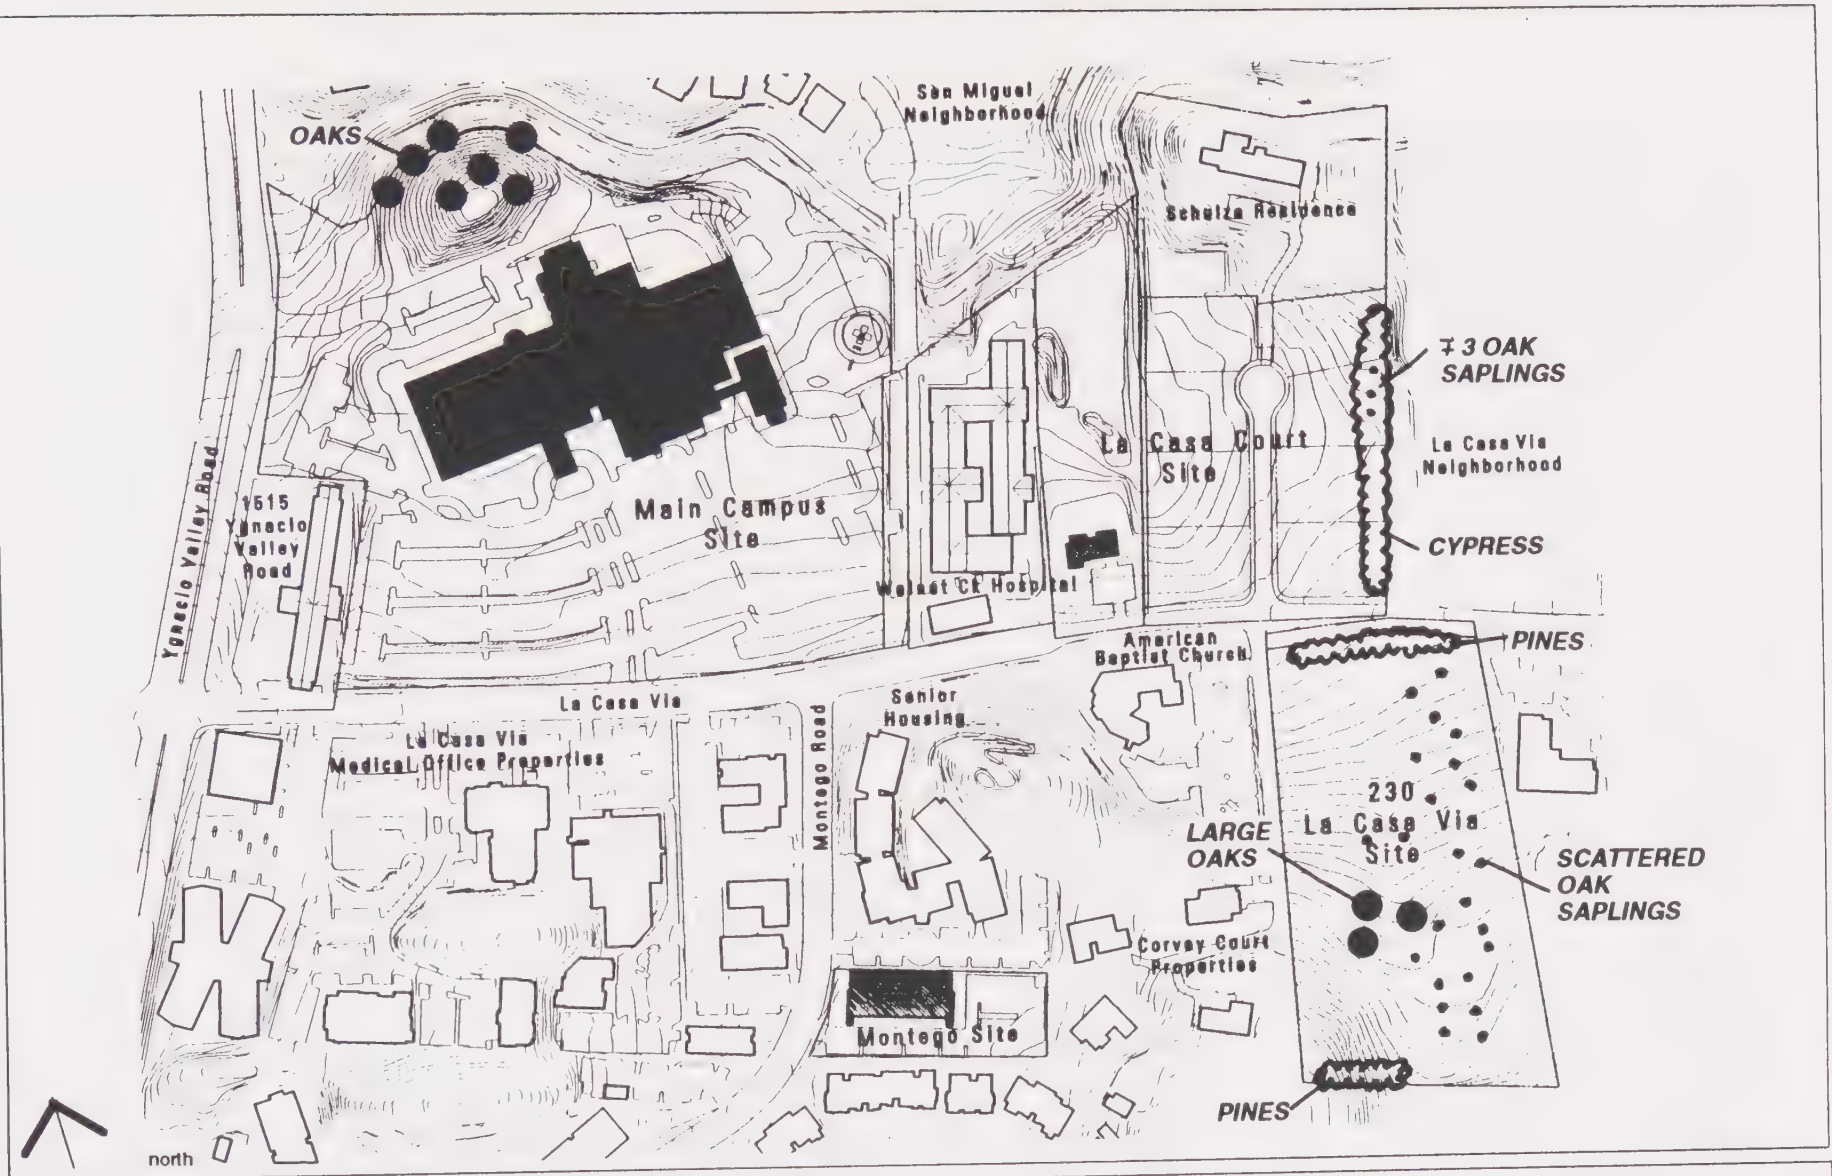 San Miguel
Neighborhood
OAKS
Schulze Residence
∓ 3 OAK
SAPLINGS
La Casa Court
Site
La Casa Via
Neighborhood
Ygnacio Valley Road
1515
Ygnacio
Valley
Road
Main Campus
Site
CYPRESS
Walnut Ck Hospital
American
Baptist Church
PINES
La Casa Via
Montego Road
Senior
Housing
La Casa Via
Medical Office Properties
230
La Casa Via
Site
LARGE
OAKS
SCATTERED
OAK
SAPLINGS
Corvey Court
Properties
Montego Site
PINES
north